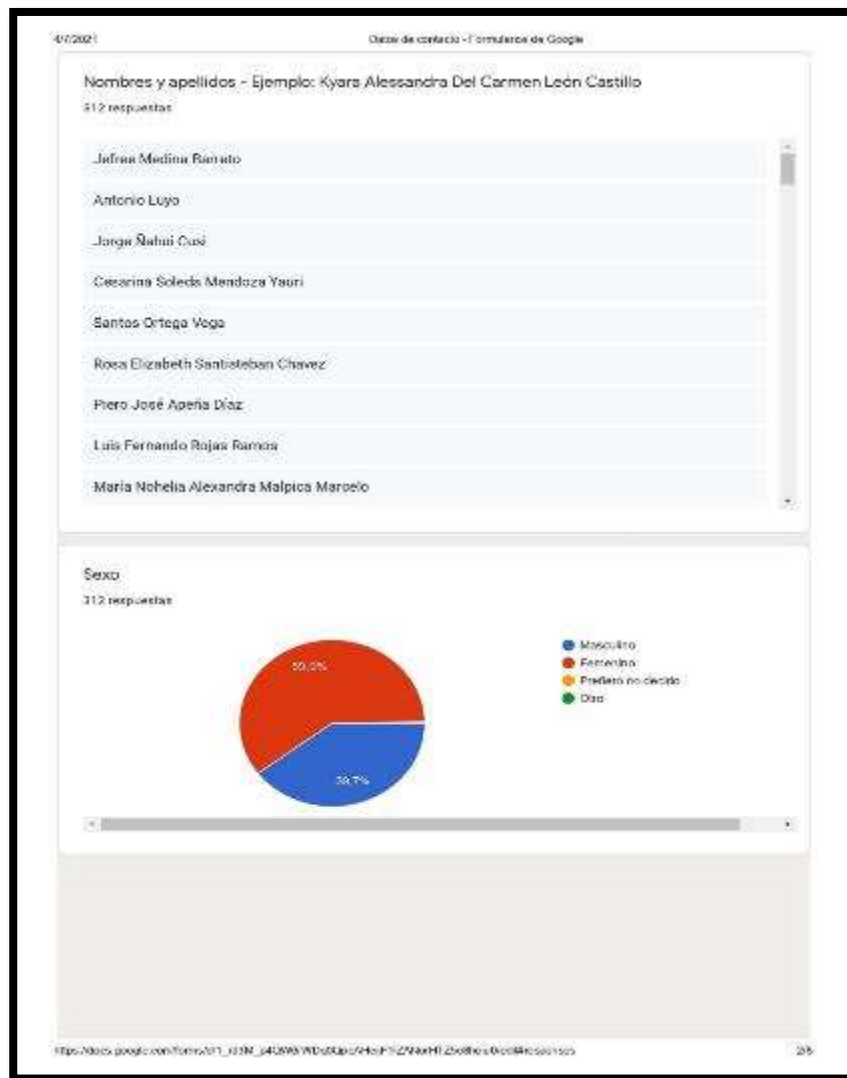 4/7/2021 Datos de contacto - Formularios de Google
Nombres y apellidos - Ejemplo: Kyara Alessandra Del Carmen León Castillo
312 respuestas
Medina
Antonio Luyo
Jorge Ñahui Cusi
Cesarina Soleda Mendoza Yauri
Santos Ortega Vega
Rosa Elizabeth Santisteban Chavez
Piero José Apeña Díaz
Luis Fernando Rojas Ramos
María Nohelia Alexandra Malpica Marcelo
Sexo
312 respuestas
Masculino
Femenino
Prefiero no decirlo
Otro
39,7%
2/6